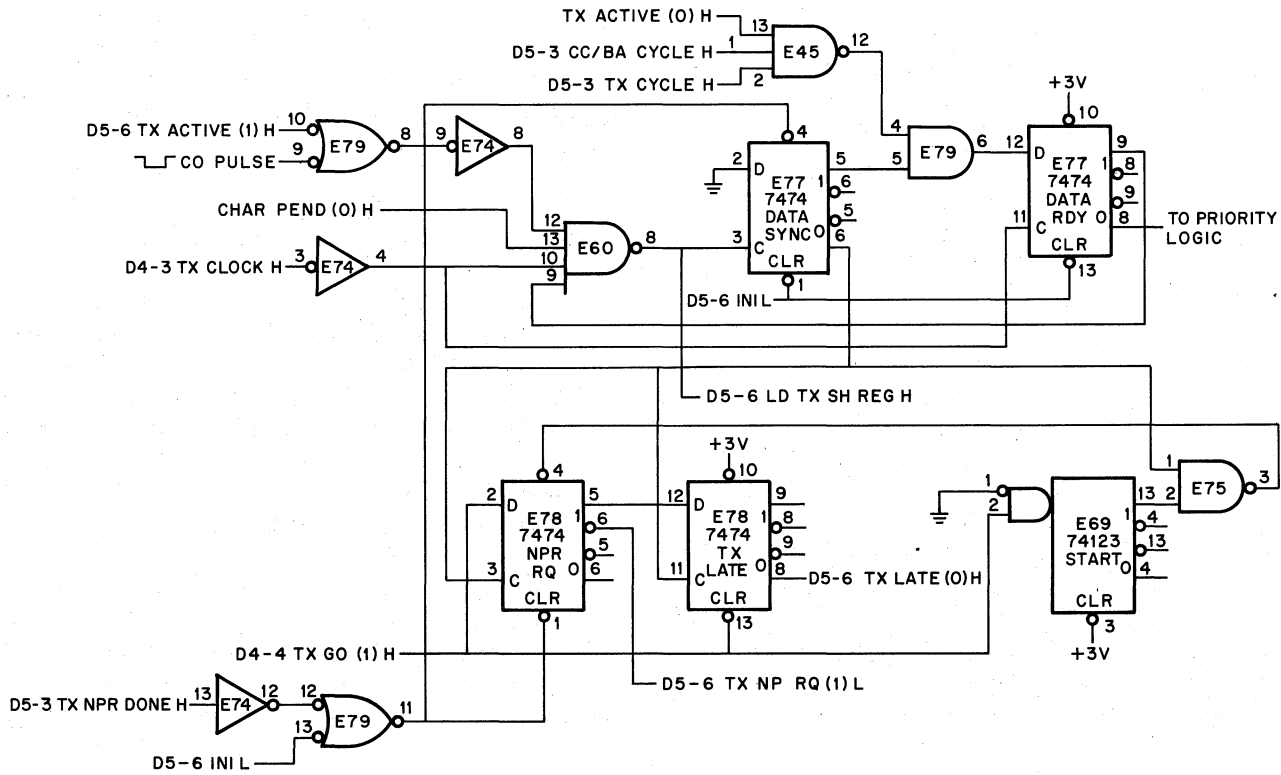 TX ACTIVE (0) H
13
12
D5-3 CC/BA CYCLE H
1
E45
D5-3 TX CYCLE H
2
+3V
10
D5-6 TX ACTIVE (1) H
10
E79
8
9
E74
8
CO PULSE
9
4
4
5
E79
6
12
D
E77
7474
DATA
RDY
1
0
9
8
9
8
11
C
CLR
13
TO PRIORITY
LOGIC
2
D
E77
7474
DATA
SYNC
1
0
5
6
5
6
3
C
CLR
1
CHAR PEND (0) H
12
13
10
9
E60
8
D4-3 TX CLOCK H
3
E74
4
D5-6 INI L
D5-6 LD TX SH REG H
+3V
4
10
2
D
E78
7474
NPR
RQ
1
0
5
6
5
6
3
C
CLR
1
12
D
E78
7474
TX
LATE
1
0
9
8
9
8
11
C
CLR
13
D5-6 TX LATE (0) H
1
2
E69
74123
START
1
0
13
4
13
4
CLR
3
+3V
1
2
E75
3
D4-4 TX GO (1) H
D5-6 TX NP RQ (1) L
D5-3 TX NPR DONE H
13
E74
12
12
13
E79
11
D5-6 INI L